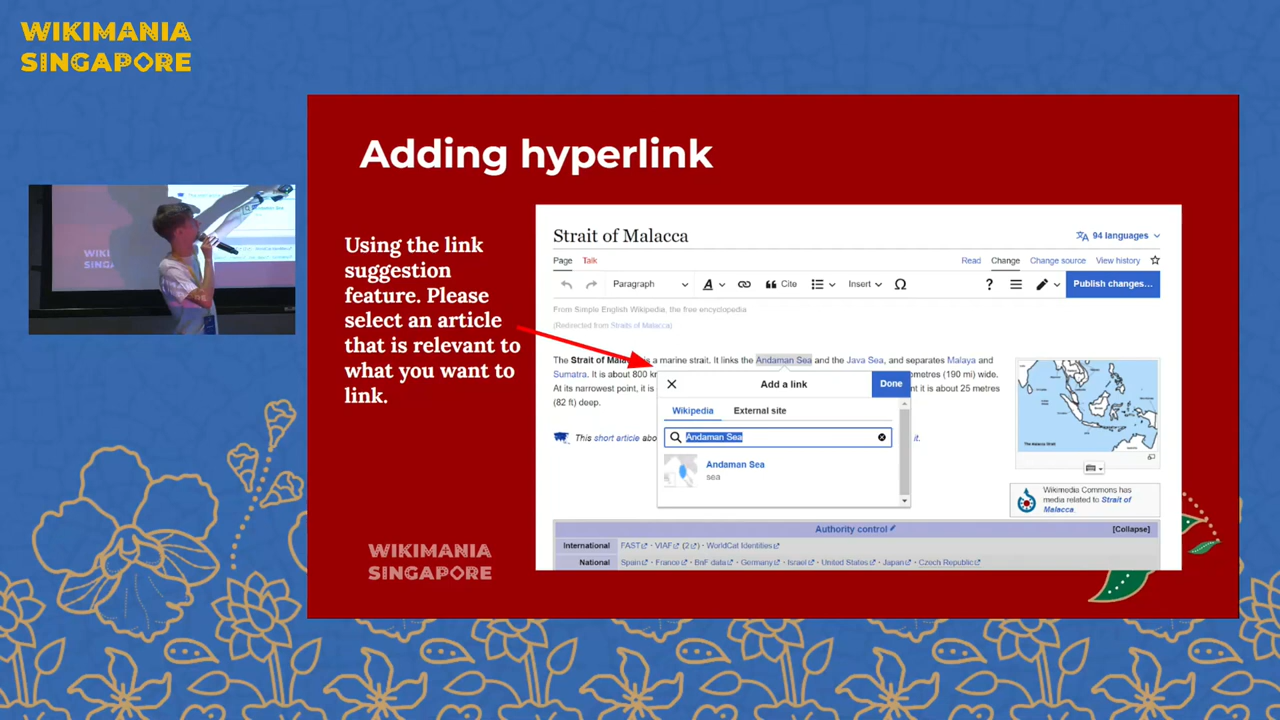 WIKIMANIA
SINGAPORE
Adding hyperlink
Using the link
suggestion
feature. Please
select an article
that is relevant to
what you want to
link.
Strait of Malacca
94 languages
Page Talk Read Change Change source View history
Paragraph A Cite Insert Ω ? Publish changes...
From Simple English Wikipedia, the free encyclopedia
(Redirected from Straits of Malacca)
The Strait of Mala is a marine strait. It links the Andaman Sea and the Java Sea, and separates Malaya and
Sumatra. It is about 800 k ometres (190 mi) wide.
At its narrowest point, it is t it is about 25 metres
(82 ft) deep.
Add a link
Done
Wikipedia External site
Andaman Sea
Andaman Sea
sea
This short article abo it.
The Malacca Strait
Wikimedia Commons has
media related to Strait of
Malacca.
Authority control [Collapse]
International FAST · VIAF (2) · WorldCat Identities
National Spain · France · BnF data · Germany · Israel · United States · Japan · Czech Republic
WIKIMANIA
SINGAPORE
WIKI
SING